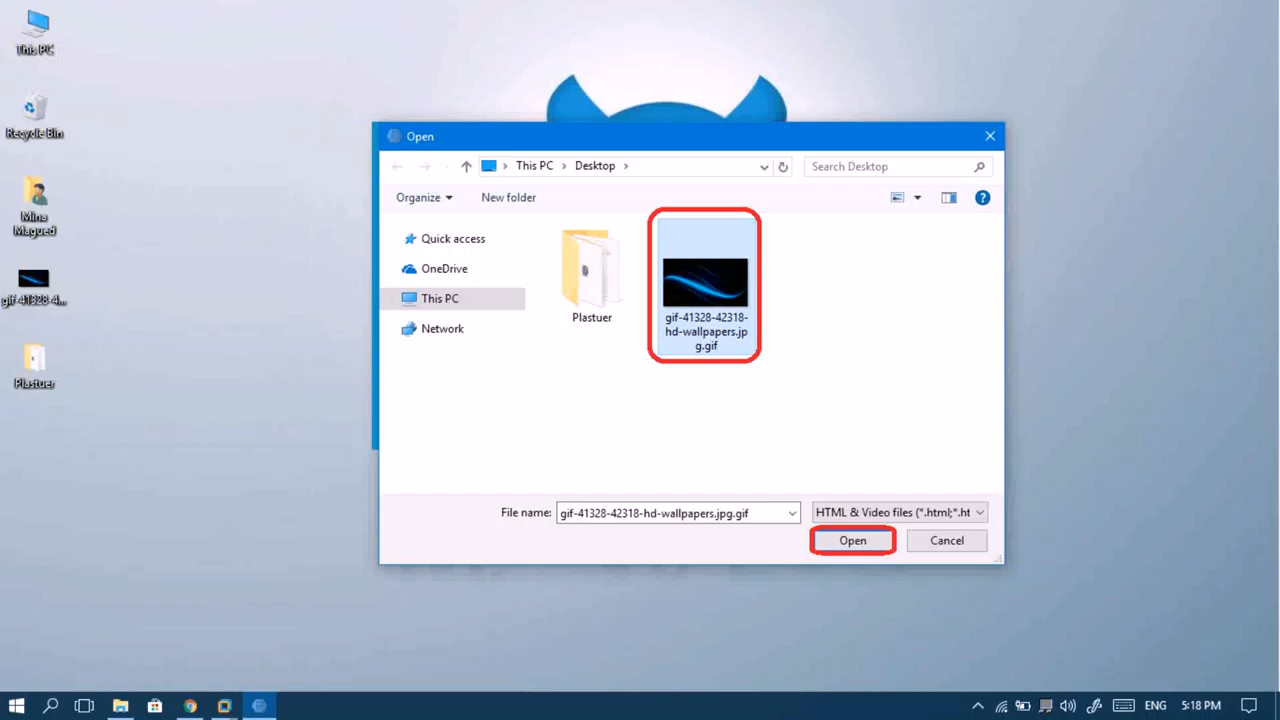 This PC
Recycle Bin
Mina
Magued
gif-41328-4...
Plastuer
Open
This PC
Desktop
Search Desktop
Organize
New folder
Quick access
OneDrive
This PC
Network
Plastuer
gif-41328-42318-
hd-wallpapers.jp
g.gif
File name:
gif-41328-42318-hd-wallpapers.jpg.gif
HTML & Video files (*.html;*.ht
Open
Cancel
ENG
5:18 PM